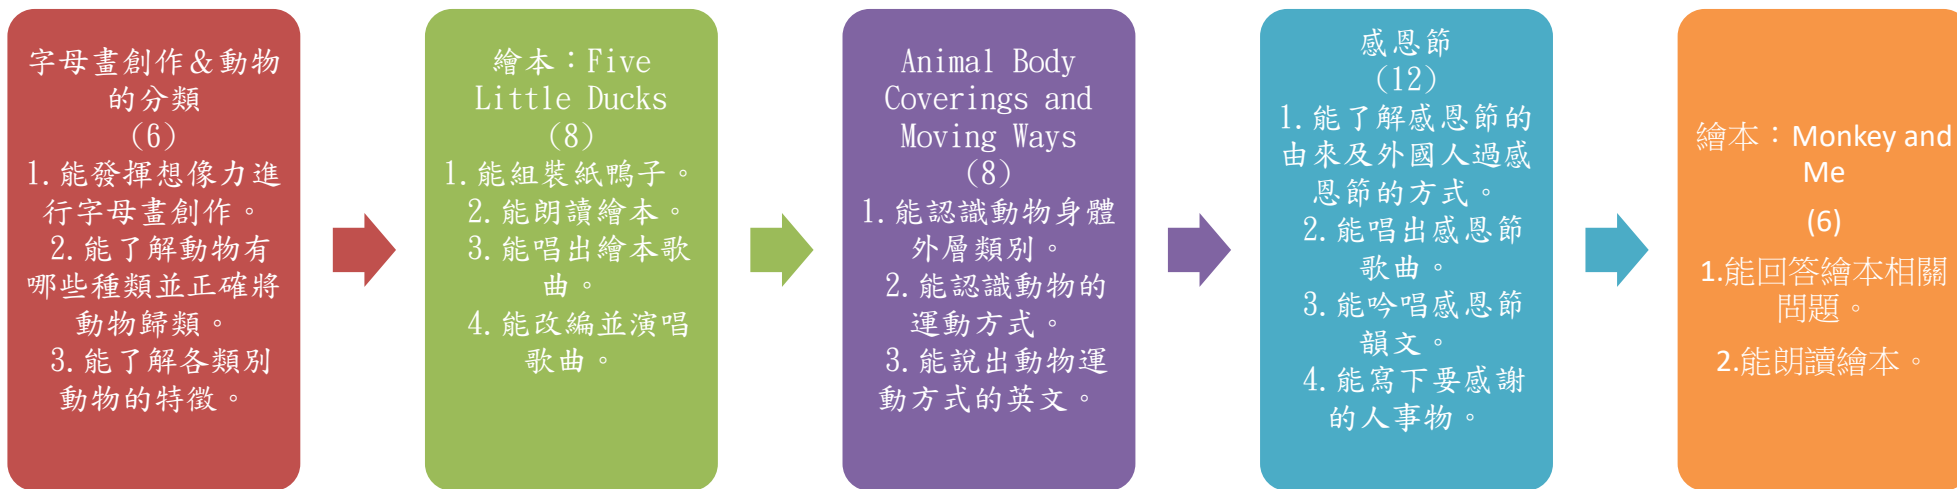 字母畫創作＆動物
的分類
(6)
1.能發揮想像力進
行字母畫創作。
2.能了解動物有
哪些種類並正確將
動物歸類。
3.能了解各類別
動物的特徵。
繪本：Five
Little Ducks
(8)
1.能組裝紙鴨子。
2.能朗讀繪本。
3.能唱出繪本歌
曲。
4.能改編並演唱
歌曲。
Animal Body
Coverings and
Moving Ways
(8)
1.能認識動物身體
外層類別。
2.能認識動物的
運動方式。
3.能說出動物運
動方式的英文。
感恩節
(12)
1.能了解感恩節的
由來及外國人過感
恩節的方式。
2.能唱出感恩節
歌曲。
3.能吟唱感恩節
韻文。
4.能寫下要感謝
的人事物。
繪本：Monkey and
Me
(6)
1.能回答繪本相關
問題。
2.能朗讀繪本。